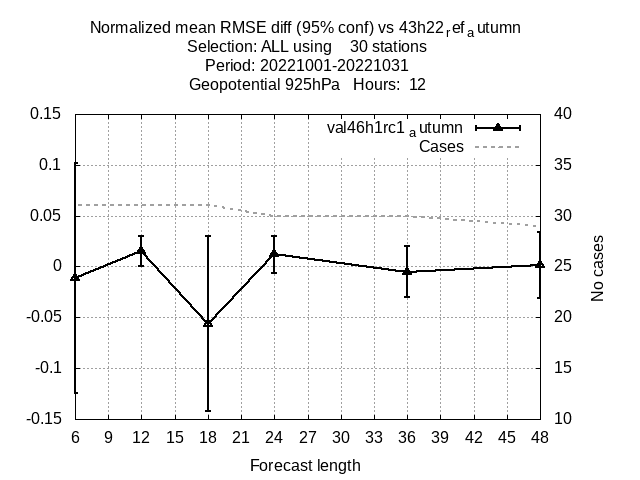 Normalized mean RMSE diff (95% conf) vs 43h22ref autumn
Selection: ALL using 30 stations
Period: 20221001-20221031
Geopotential 925hPa Hours: 12
val46h1rc1autumn
Cases
0.15
0.1
0.05
0
-0.05
-0.1
-0.15
40
35
30
25
20
15
10
No cases
6 9 12 15 18 21 24 27 30 33 36 39 42 45 48
Forecast length